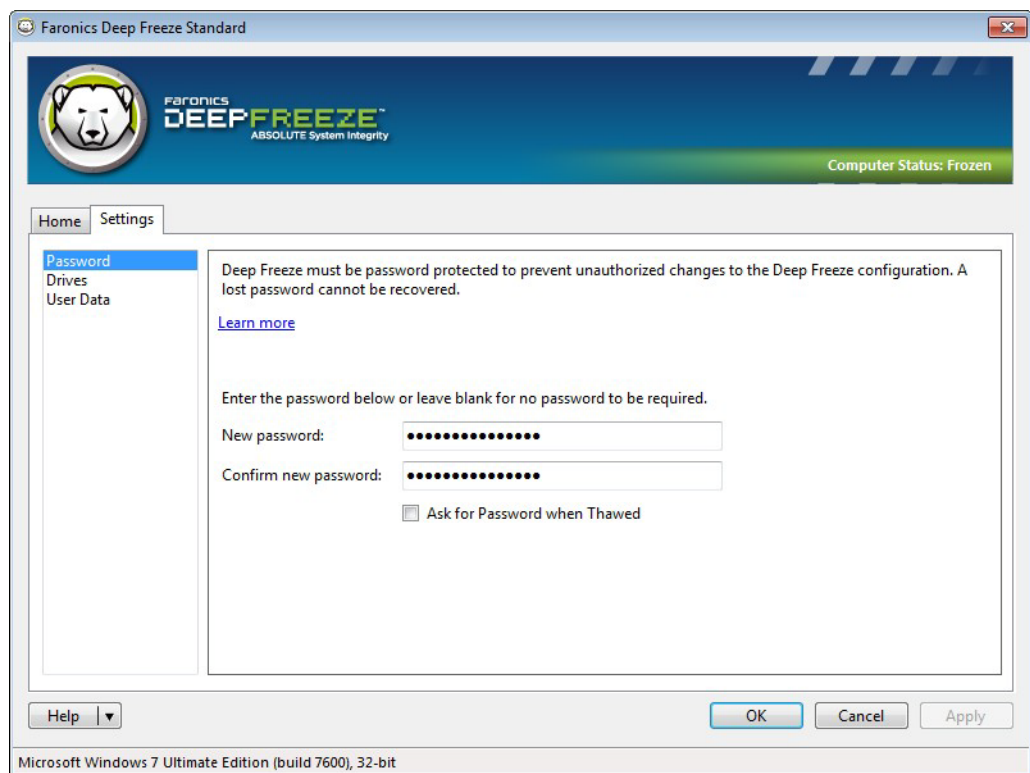 Faronics Deep Freeze Standard
FARONICS
DEEPFREEZE™
ABSOLUTE System Integrity
Computer Status: Frozen
Home
Settings
Password
Drives
User Data
Deep Freeze must be password protected to prevent unauthorized changes to the Deep Freeze configuration. A
lost password cannot be recovered.
Learn more
Enter the password below or leave blank for no password to be required.
New password: •••••••••••••••
Confirm new password: •••••••••••••••
Ask for Password when Thawed
Help
OK
Cancel
Apply
Microsoft Windows 7 Ultimate Edition (build 7600), 32-bit